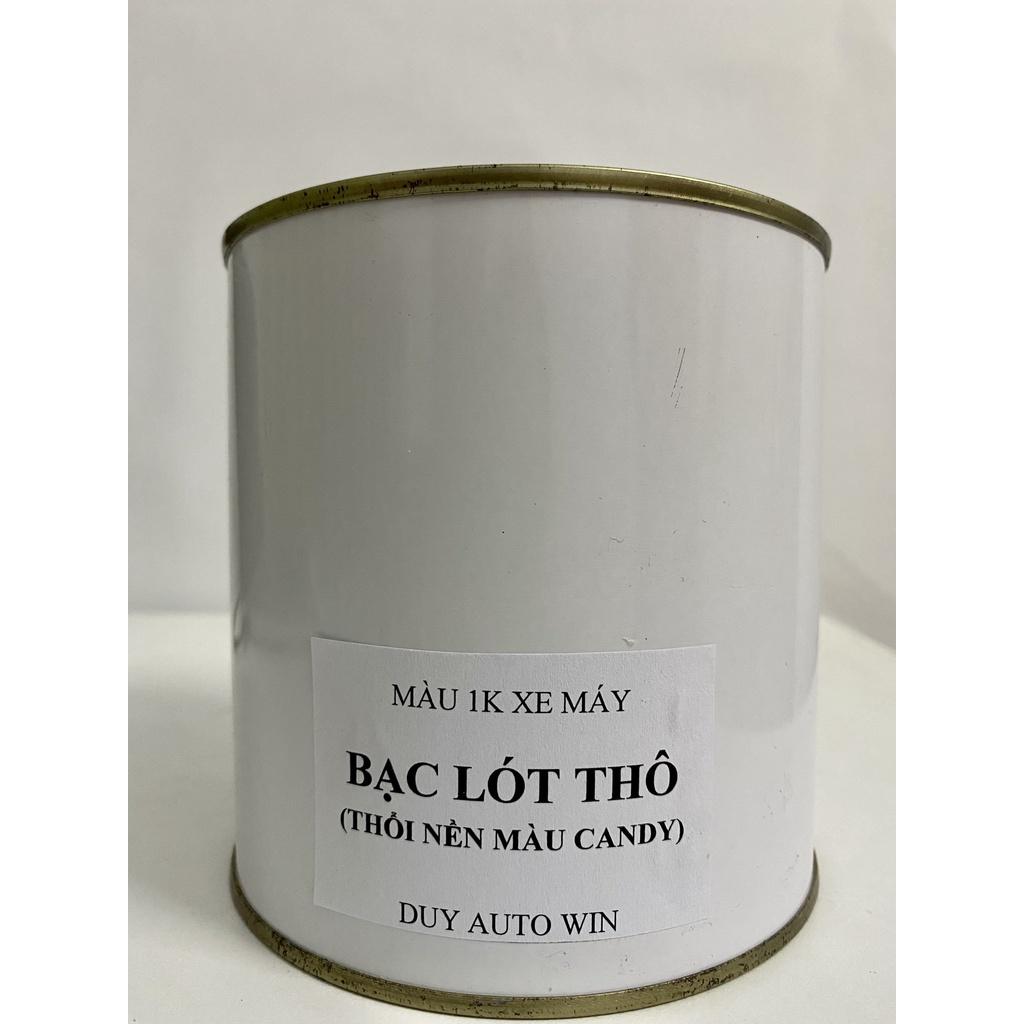 MÀU 1K XE MÁY
BẠC LÓT THÔ
(THỔI NỀN MÀU CANDY)
DUY AUTO WIN